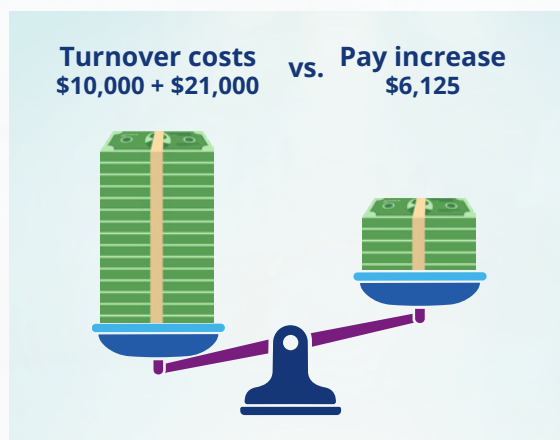 Turnover costs
$10,000 + $21,000
vs.
Pay increase
$6,125